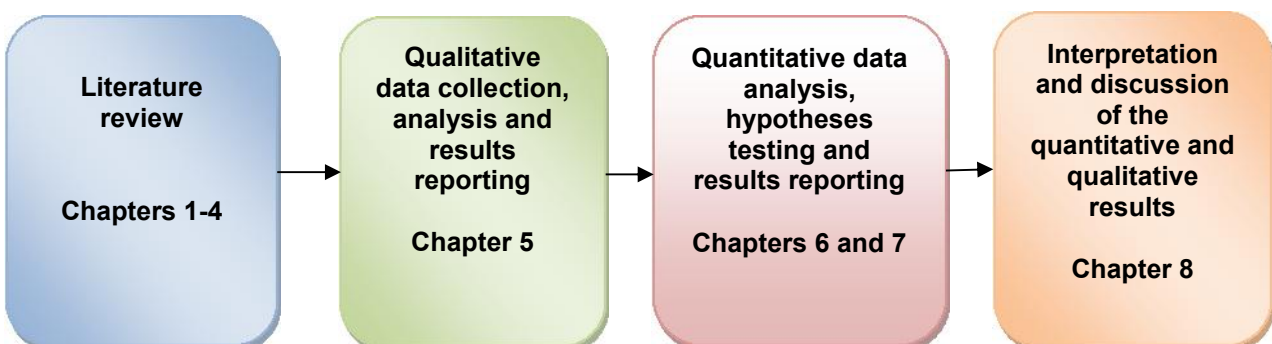 Literature
review
Chapters 1-4
Qualitative
data collection,
analysis and
results
reporting
Chapter 5
Quantitative data
analysis,
hypotheses
testing and
results reporting
Chapters 6 and 7
Interpretation
and discussion
of the
quantitative and
qualitative
results
Chapter 8